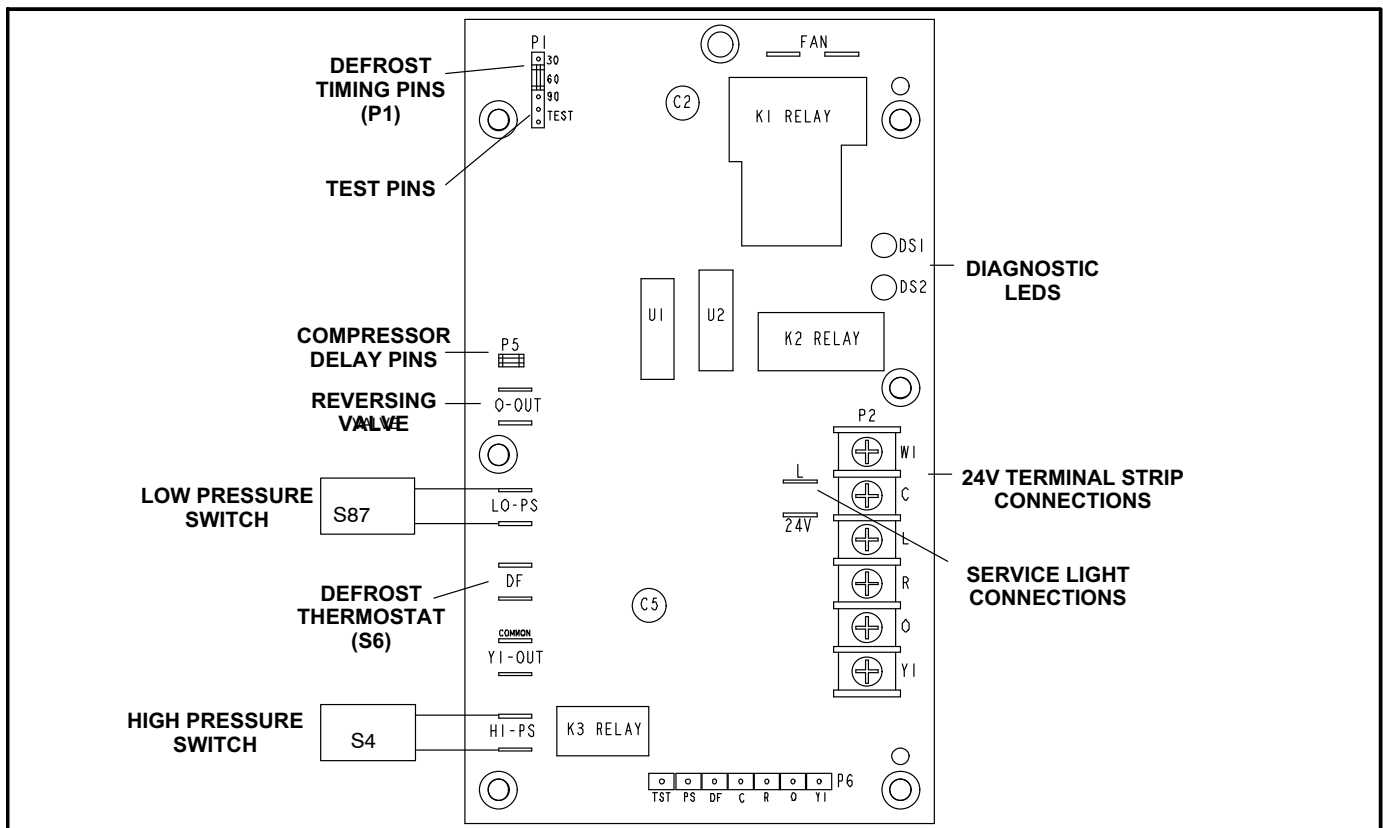 P1
FAN
DEFROST
TIMING PINS
(P1)
30
60
90
TEST
C2
K1 RELAY
TEST PINS
DS1
DS2
DIAGNOSTIC
LEDS
U1
U2
K2 RELAY
COMPRESSOR
DELAY PINS
P5
REVERSING
VALVE
O-OUT
P2
W1
C
L
R
O
Y1
24V TERMINAL STRIP
CONNECTIONS
L
24V
LOW PRESSURE
SWITCH
S87
LO-PS
SERVICE LIGHT
CONNECTIONS
DEFROST
THERMOSTAT
(S6)
DF
C5
COMMON
Y1-OUT
HIGH PRESSURE
SWITCH
S4
HI-PS
K3 RELAY
P6
TST PS DF C R O Y1